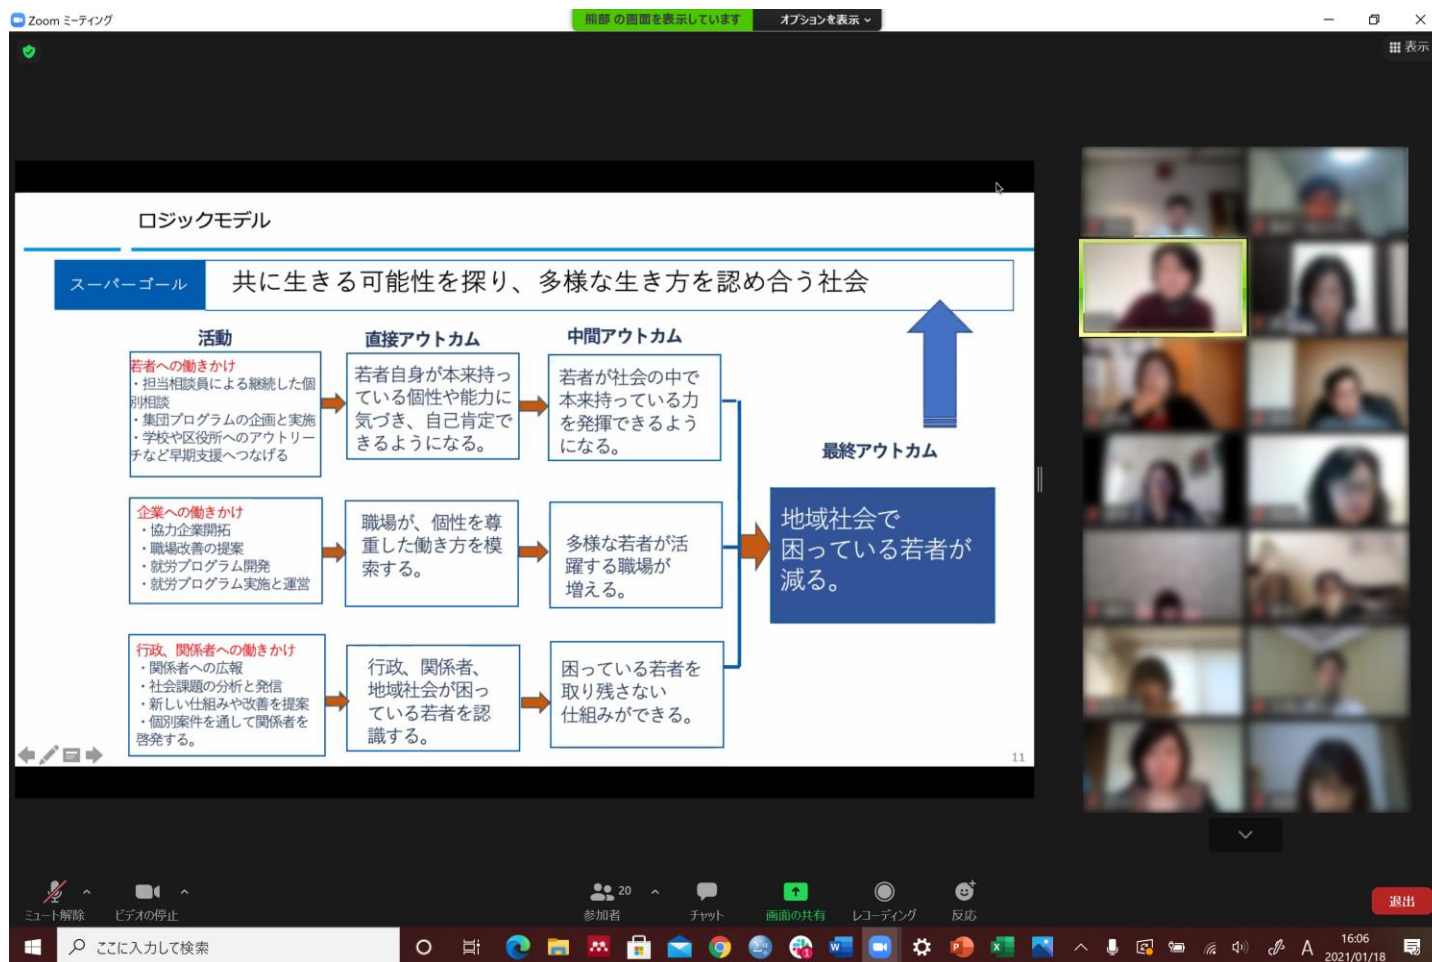 Zoom ミーティング
熊部 の画面を表示しています
オプションを表示
表示
ロジックモデル
スーパーゴール
共に生きる可能性を探り、多様な生き方を認め合う社会
活動
直接アウトカム
中間アウトカム
若者への働きかけ
・担当相談員による継続した個
別相談
・集団プログラムの企画と実施
・学校や区役所へのアウトリー
チなど早期支援へつなげる
若者自身が本来持っ
ている個性や能力に
気づき、自己肯定で
きるようになる。
若者が社会の中で
本来持っている力
を発揮できるよう
になる。
最終アウトカム
企業への働きかけ
・協力企業開拓
・職場改善の提案
・就労プログラム開発
・就労プログラム実施と運営
職場が、個性を尊
重した働き方を模
索する。
多様な若者が活
躍する職場が
増える。
地域社会で
困っている若者が
減る。
行政、関係者への働きかけ
・関係者への広報
・社会課題の分析と発信
・新しい仕組みや改善を提案
・個別案件を通して関係者を
啓発する。
行政、関係者、
地域社会が困っ
ている若者を認
識する。
困っている若者を
取り残さない
仕組みができる。
11
ミュート解除
ビデオの停止
20
参加者
チャット
画面の共有
レコーディング
反応
退出
ここに入力して検索
A
16:06
2021/01/18